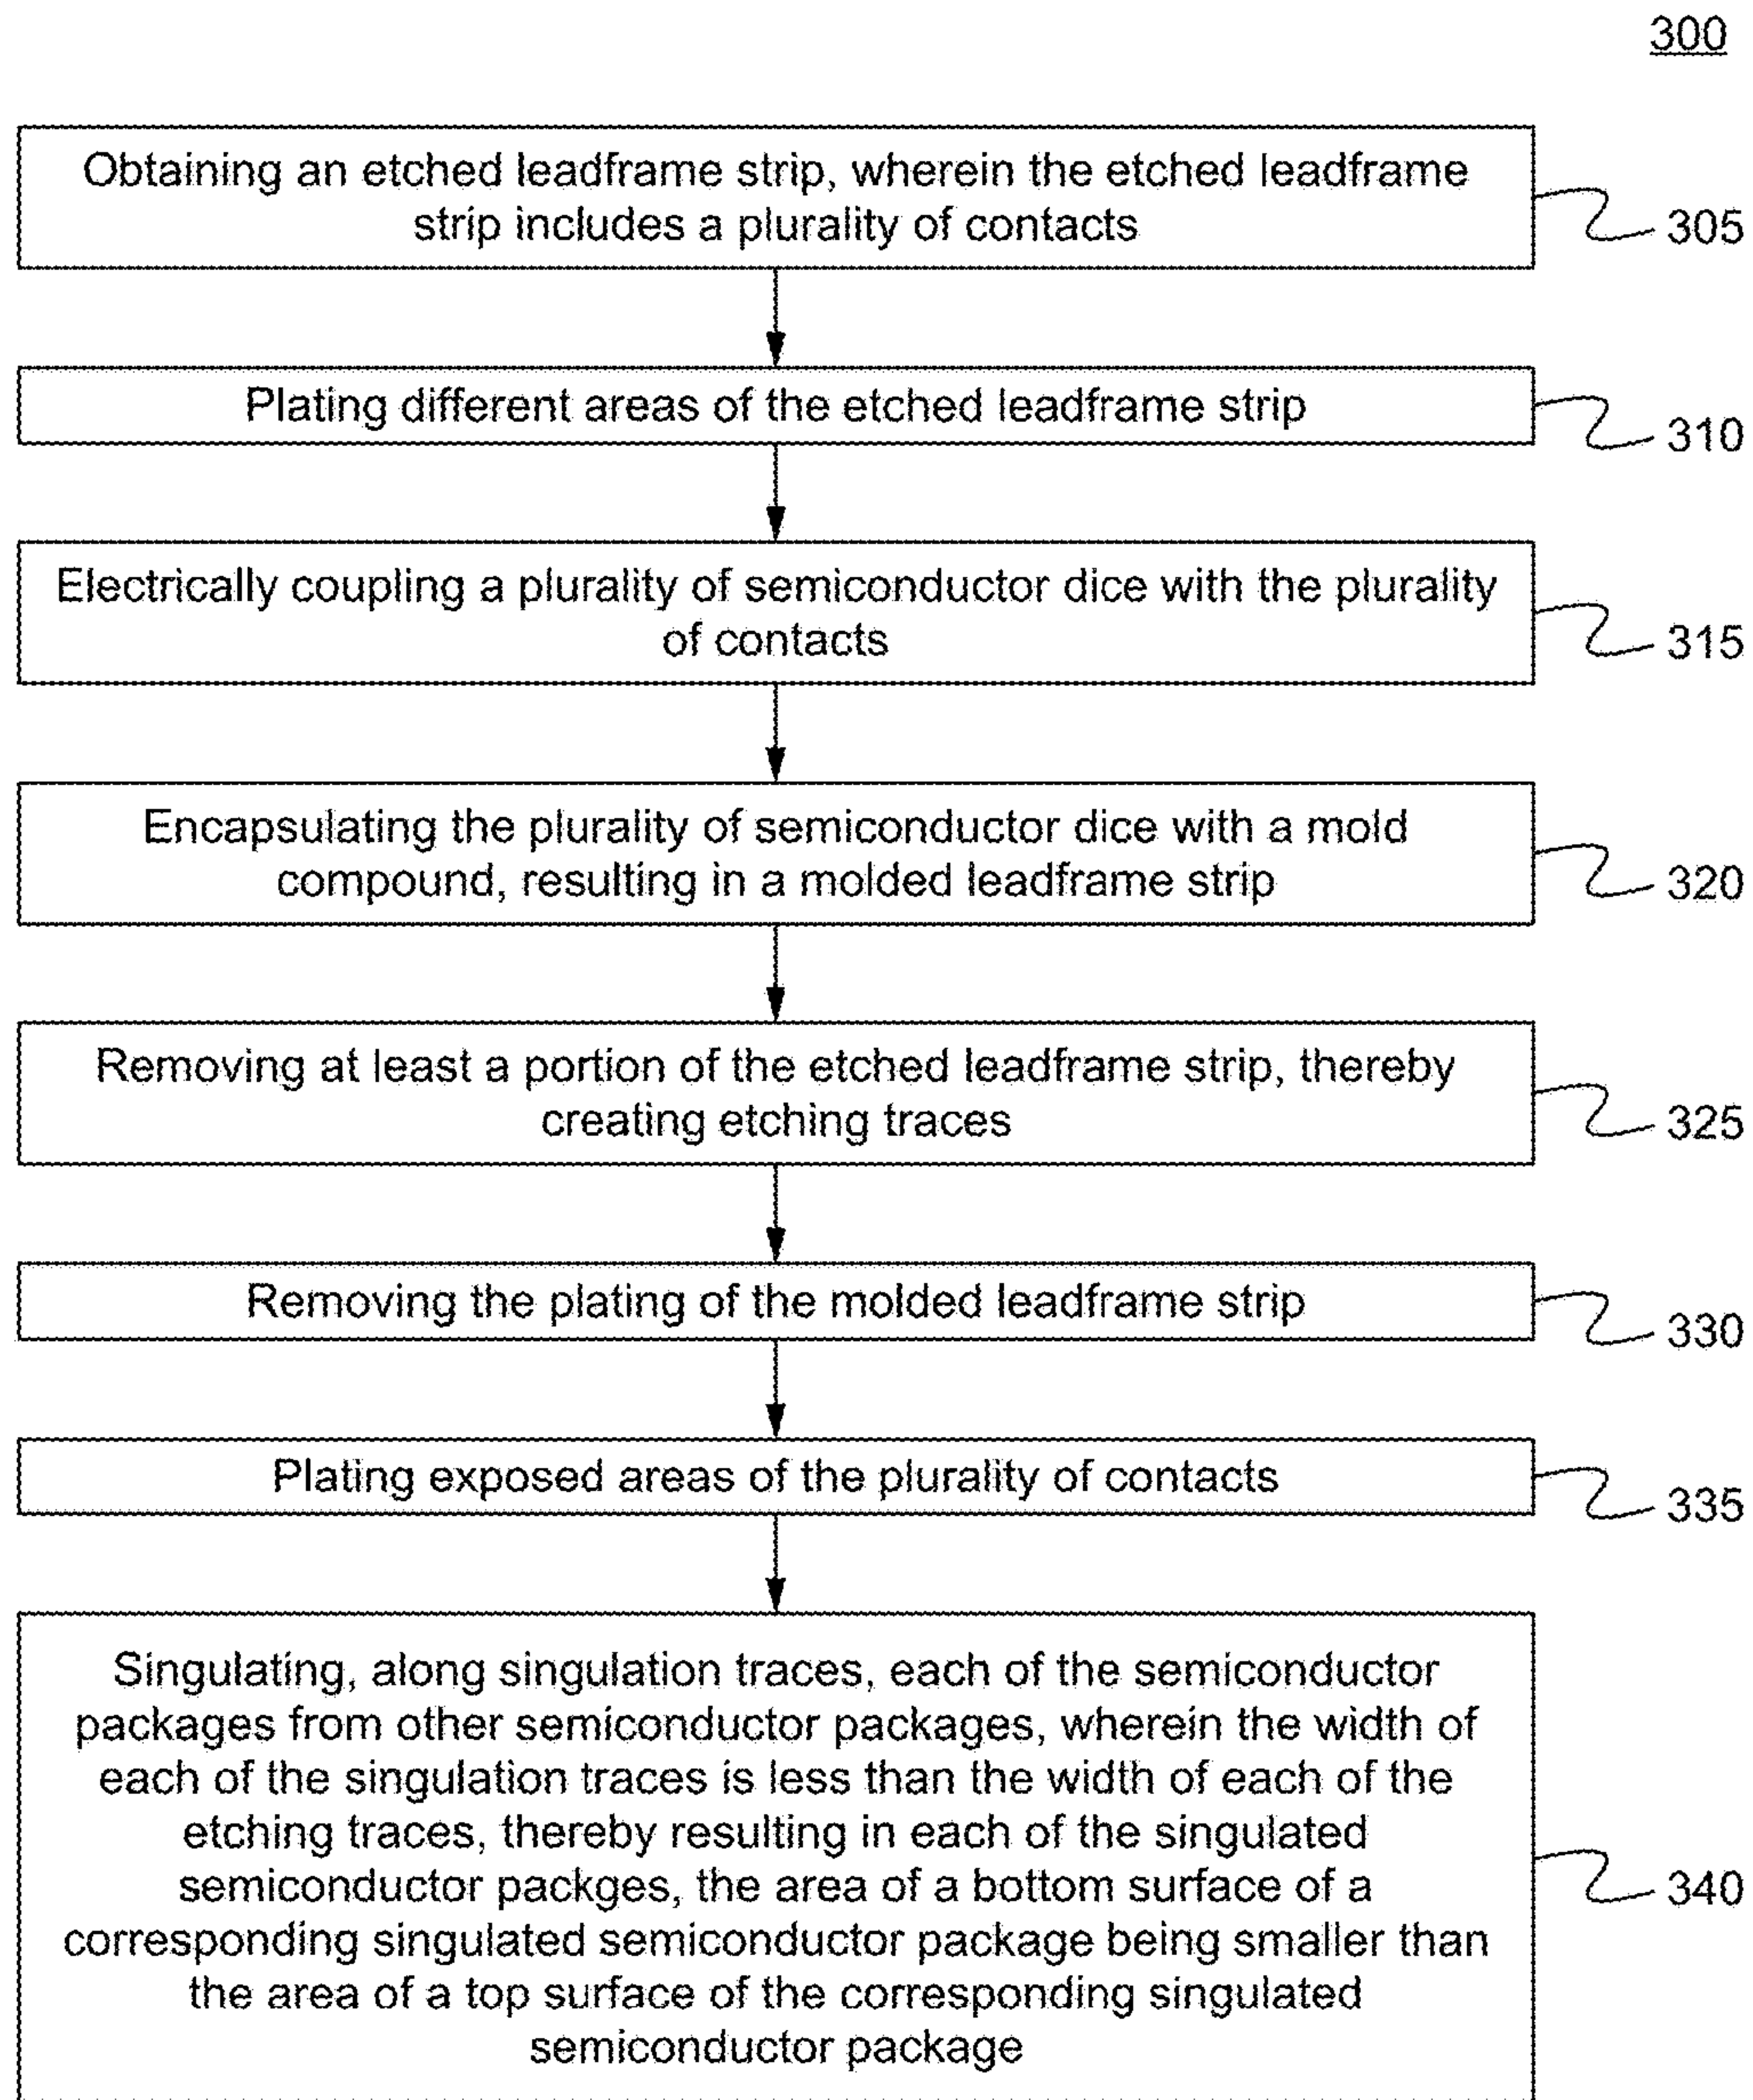 300
Obtaining an etched leadframe strip, wherein the etched leadframe
strip includes a plurality of contacts
305
Plating different areas of the etched leadframe strip
310
Electrically coupling a plurality of semiconductor dice with the plurality
of contacts
315
Encapsulating the plurality of semiconductor dice with a mold
compound, resulting in a molded leadframe strip
320
Removing at least a portion of the etched leadframe strip, thereby
creating etching traces
325
Removing the plating of the molded leadframe strip
330
Plating exposed areas of the plurality of contacts
335
Singulating, along singulation traces, each of the semiconductor
packages from other semiconductor packages, wherein the width of
each of the singulation traces is less than the width of each of the
etching traces, thereby resulting in each of the singulated
semiconductor packges, the area of a bottom surface of a
corresponding singulated semiconductor package being smaller than
the area of a top surface of the corresponding singulated
semiconductor package
340